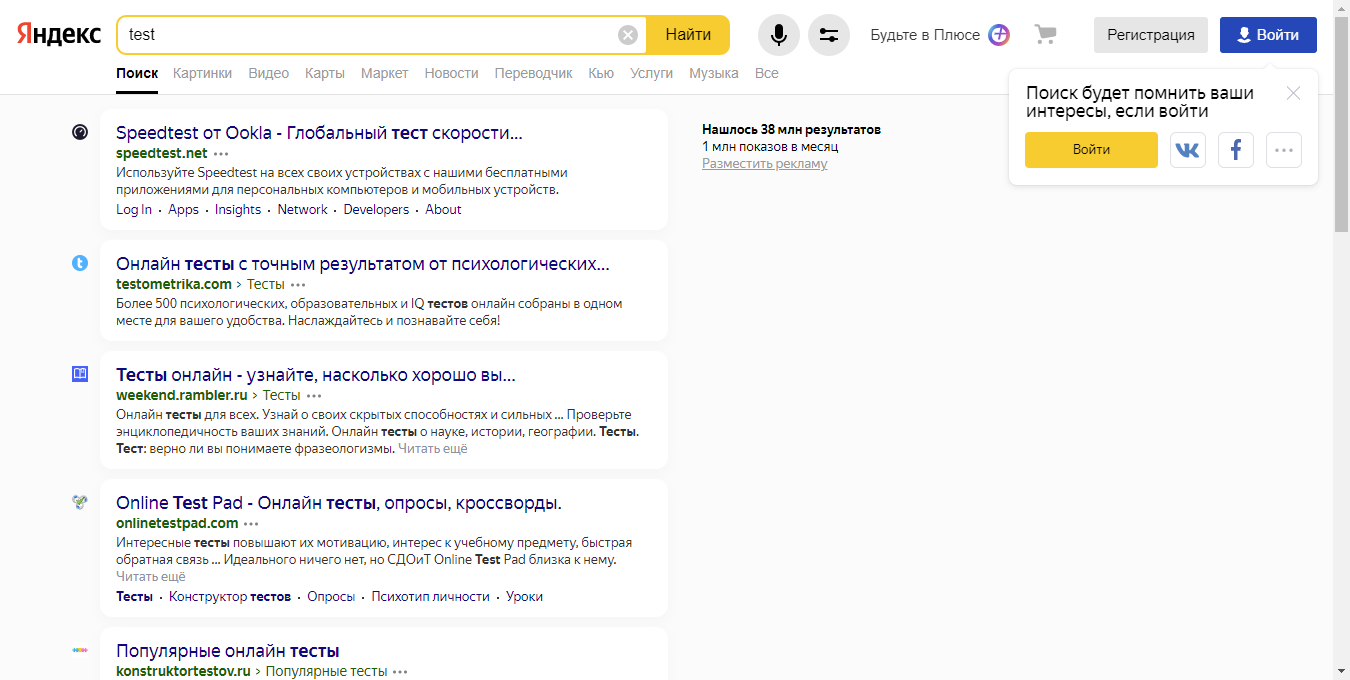 Яндекс
test
Найти
Будьте в Плюсе
Регистрация
Войти
Поиск Картинки Видео Карты Маркет Новости Переводчик Кью Услуги Музыка Все
Поиск будет помнить ваши
интересы, если войти
Войти
Speedtest от Ookla - Глобальный тест скорости...
speedtest.net
Используйте Speedtest на всех своих устройствах с нашими бесплатными
приложениями для персональных компьютеров и мобильных устройств.
Log In · Apps · Insights · Network · Developers · About
Нашлось 38 млн результатов
1 млн показов в месяц
Разместить рекламу
Онлайн тесты с точным результатом от психологических...
testometrika.com › Тесты
Более 500 психологических, образовательных и IQ тестов онлайн собраны в одном
месте для вашего удобства. Наслаждайтесь и познавайте себя!
Тесты онлайн - узнайте, насколько хорошо вы...
weekend.rambler.ru › Тесты
Онлайн тесты для всех. Узнай о своих скрытых способностях и сильных ... Проверьте
энциклопедичность ваших знаний. Онлайн тесты о науке, истории, географии. Тесты.
Тест: верно ли вы понимаете фразеологизмы. Читать ещё
Online Test Pad - Онлайн тесты, опросы, кроссворды.
onlinetestpad.com
Интересные тесты повышают их мотивацию, интерес к учебному предмету, быстрая
обратная связь ... Идеального ничего нет, но СДОиТ Online Test Pad близка к нему.
Читать ещё
Тесты · Конструктор тестов · Опросы · Психотип личности · Уроки
Популярные онлайн тесты
konstruktortestov.ru › Популярные тесты